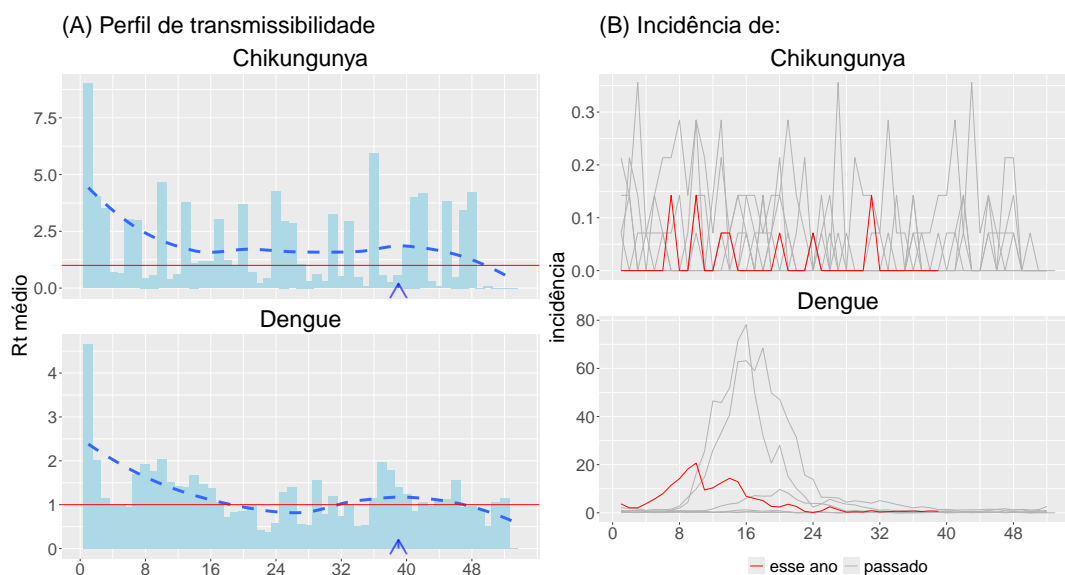 (A) Perfil de transmissibilidade
Chikungunya
7.5
5.0
2.5
0.0
Dengue
4
3
2
1
0
0 8 16 24 32 40 48
Rt médio
(B) Incidência de:
Chikungunya
0.3
0.2
0.1
0.0
Dengue
80
60
40
20
0
0 8 16 24 32 40 48
incidência
esse ano passado